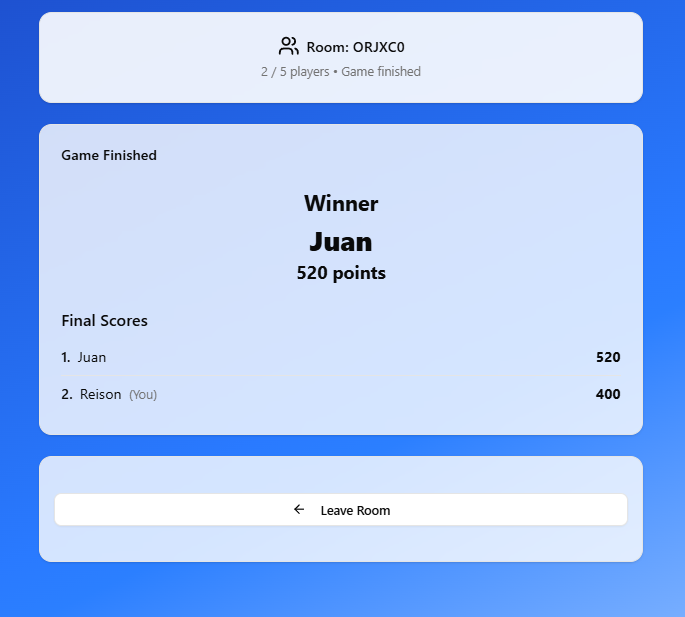 Room: ORJXC0
2 / 5 players • Game finished
Game Finished
Winner
Juan
520 points
Final Scores
1. Juan 520
2. Reison (You) 400
Leave Room